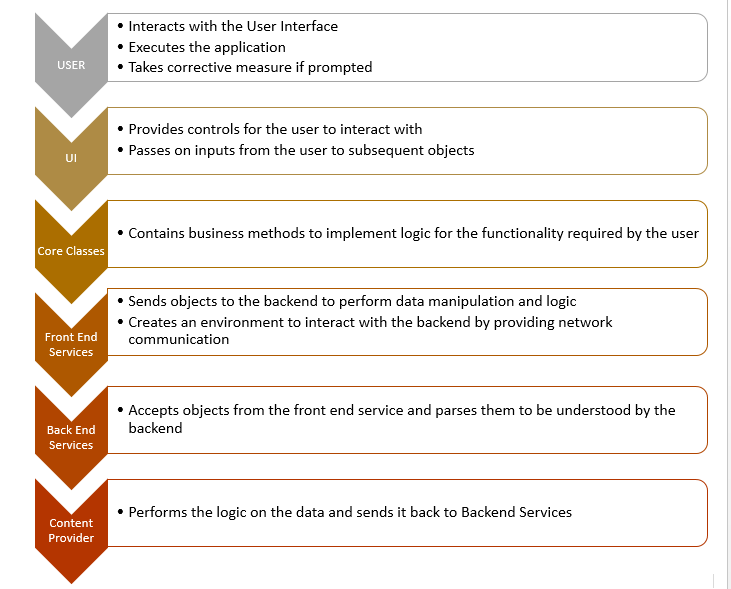 USER
• Interacts with the User Interface
• Executes the application
• Takes corrective measure if prompted
UI
• Provides controls for the user to interact with
• Passes on inputs from the user to subsequent objects
Core Classes
• Contains business methods to implement logic for the functionality required by the user
Front End
Services
• Sends objects to the backend to perform data manipulation and logic
• Creates an environment to interact with the backend by providing network
communication
Back End
Services
• Accepts objects from the front end service and parses them to be understood by the
backend
Content
Provider
• Performs the logic on the data and sends it back to Backend Services